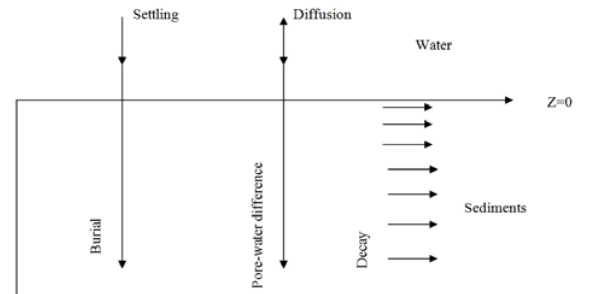 Settling
Diffusion
Water
Z=0
Burial
Pore-water difference
Decay
Sediments